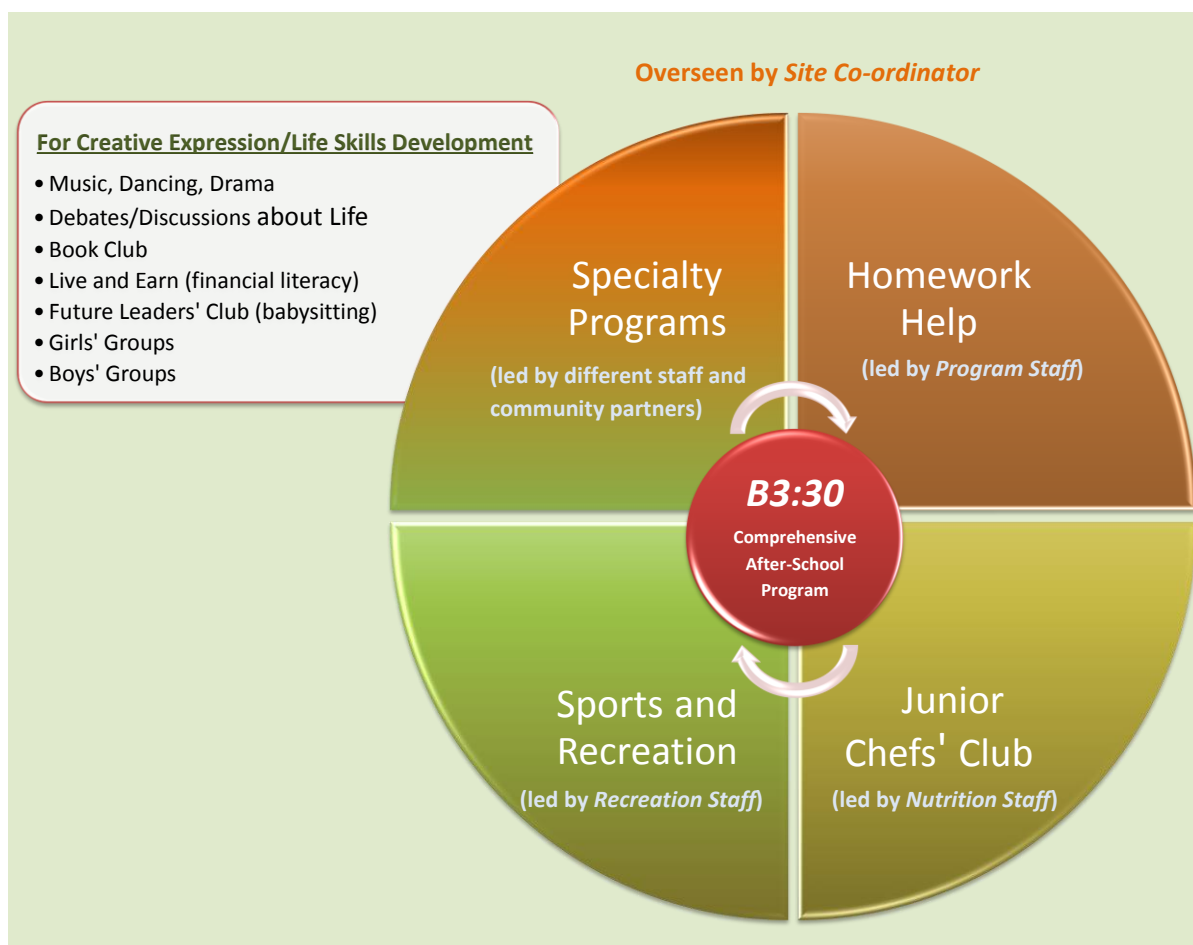 Overseen by Site Co-ordinator
For Creative Expression/Life Skills Development
• Music, Dancing, Drama
• Debates/Discussions about Life
• Book Club
• Live and Earn (financial literacy)
• Future Leaders' Club (babysitting)
• Girls' Groups
• Boys' Groups
Specialty
Programs
(led by different staff and
community partners)
Homework
Help
(led by Program Staff)
B3:30
Comprehensive
After-School
Program
Sports and
Recreation
(led by Recreation Staff)
Junior
Chefs' Club
(led by Nutrition Staff)